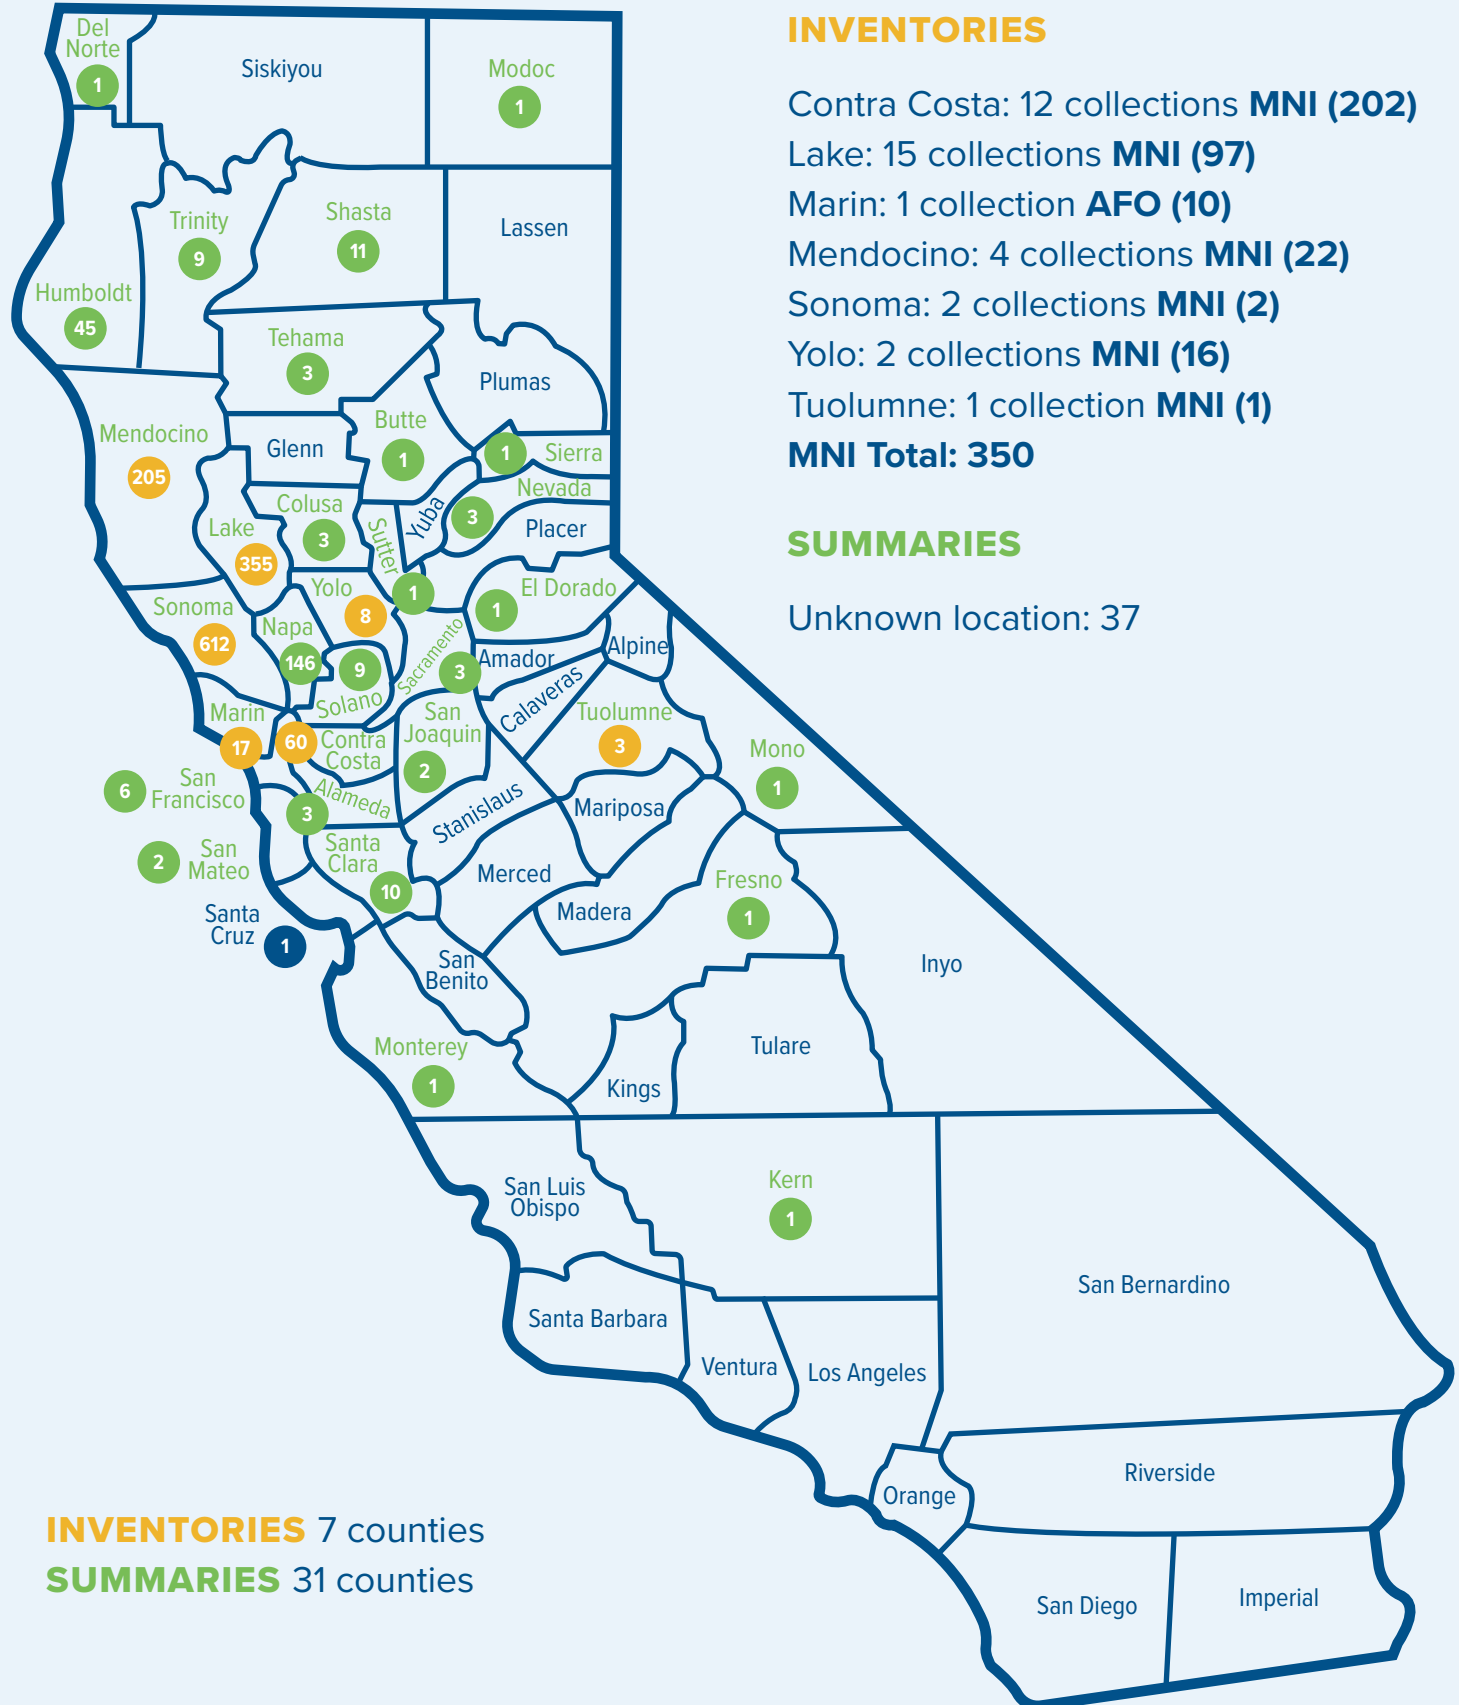 INVENTORIES
Contra Costa: 12 collections MNI (202)
Lake: 15 collections MNI (97)
Marin: 1 collection AFO (10)
Mendocino: 4 collections MNI (22)
Sonoma: 2 collections MNI (2)
Yolo: 2 collections MNI (16)
Tuolumne: 1 collection MNI (1)
MNI Total: 350
SUMMARIES
Unknown location: 37
Del
Norte
1
Siskiyou
Modoc
1
Trinity
9
Shasta
11
Lassen
Humboldt
45
Tehama
3
Plumas
Mendocino
205
Glenn
Butte
1
1
Sierra
Nevada
3
Lake
355
Colusa
3
Sutter
1
Yuba
Placer
Sonoma
612
Napa
146
Yolo
8
El Dorado
1
Sacramento
3
Amador
Alpine
9
Solano
Calaveras
Marin
17
60
Contra
Costa
San
Joaquin
2
Tuolumne
3
Mono
1
6
San
Francisco
Alameda
3
Stanislaus
Mariposa
2
San
Mateo
Santa
Clara
10
Merced
Madera
Fresno
1
Santa
Cruz
1
San
Benito
Inyo
Monterey
1
Kings
Tulare
San Luis
Obispo
Kern
1
Santa Barbara
Ventura
Los Angeles
San Bernardino
Orange
Riverside
San Diego
Imperial
INVENTORIES 7 counties
SUMMARIES 31 counties